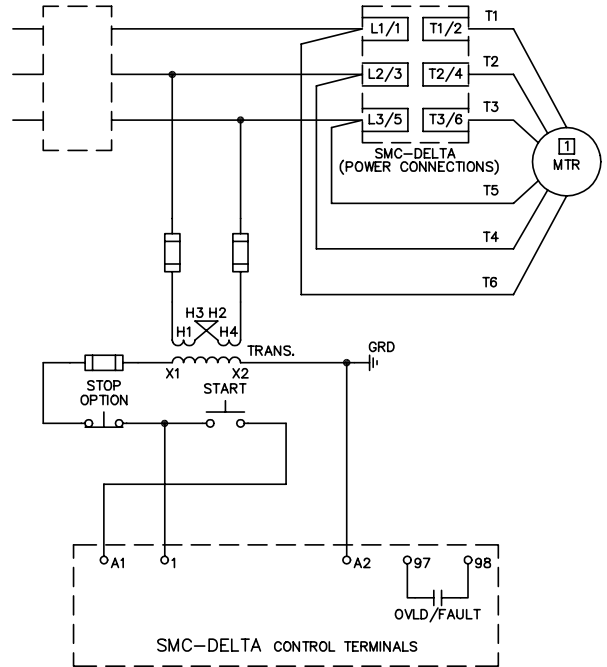 L1/1 T1/2 T1
L2/3 T2/4 T2
L3/5 T3/6 T3
SMC-DELTA
(POWER CONNECTIONS)
1
MTR
T5
T4
T6
H3 H2
H1 H4
TRANS.
X1 X2
GRD
STOP
OPTION
START
A1 1 A2 97 98
OVLD/FAULT
SMC-DELTA CONTROL TERMINALS